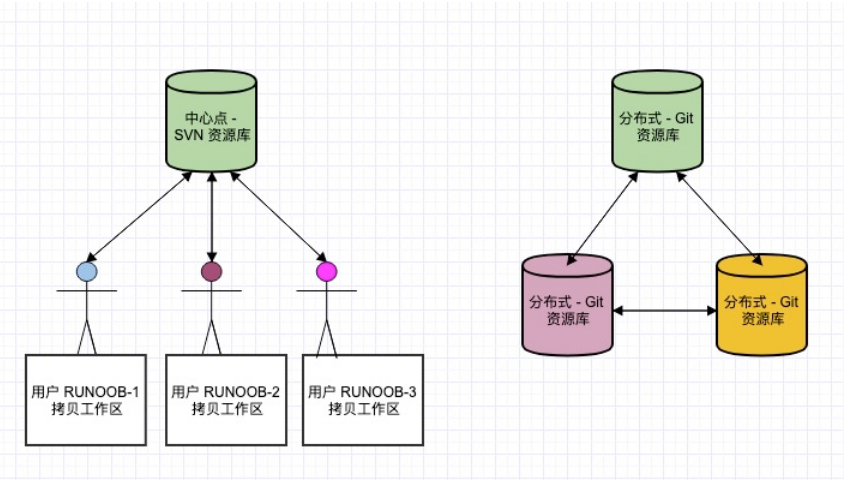 中心点 -
SVN 资源库
分布式 - Git
资源库
分布式 - Git
资源库
分布式 - Git
资源库
用户 RUNOOB-1
拷贝工作区
用户 RUNOOB-2
拷贝工作区
用户 RUNOOB-3
拷贝工作区